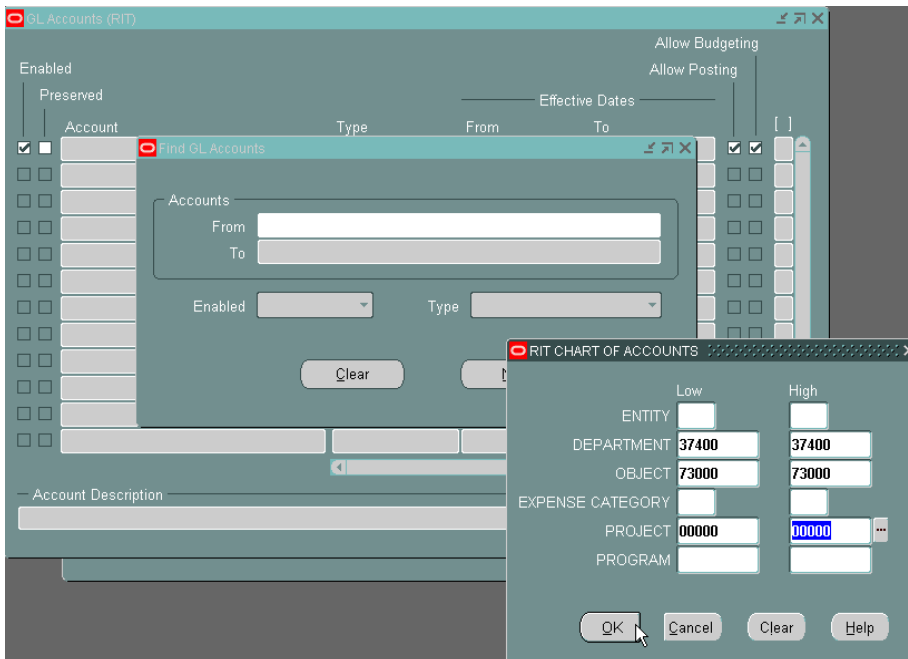 GL Accounts (RIT)
Allow Budgeting
Enabled
Allow Posting
Preserved
Effective Dates
Account Type From To [ ]
Find GL Accounts
Accounts
From
To
Enabled Type
Clear N
RIT CHART OF ACCOUNTS
Low High
ENTITY
DEPARTMENT 37400 37400
OBJECT 73000 73000
EXPENSE CATEGORY
PROJECT 00000 00000 ...
PROGRAM
OK Cancel Clear Help
Account Description